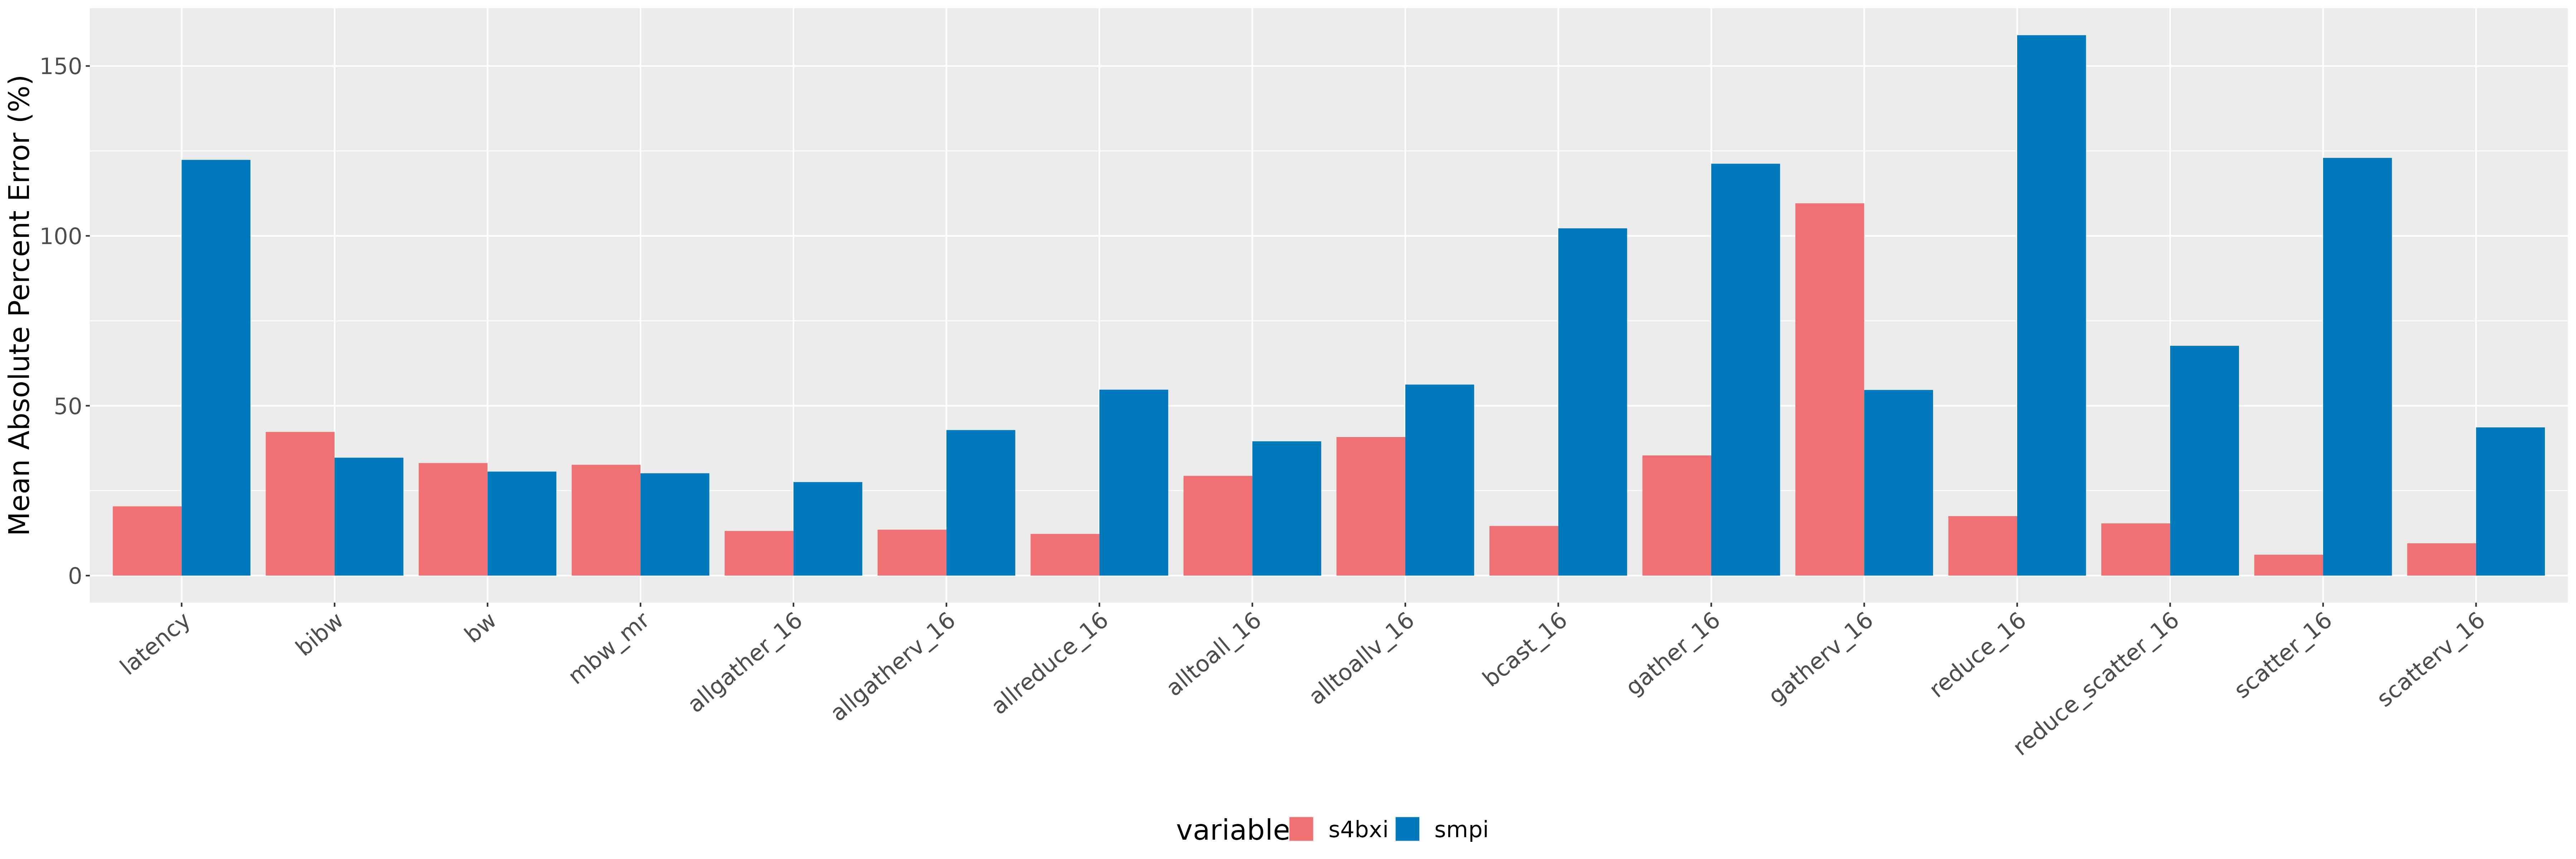 Mean Absolute Percent Error (%)
150
100
50
0
latency
bibw
bw
mbw_mr
allgather_16
allgatherv_16
allreduce_16
alltoall_16
alltoallv_16
bcast_16
gather_16
gatherv_16
reduce_16
reduce_scatter_16
scatter_16
scatterv_16
variable s4bxi smpi